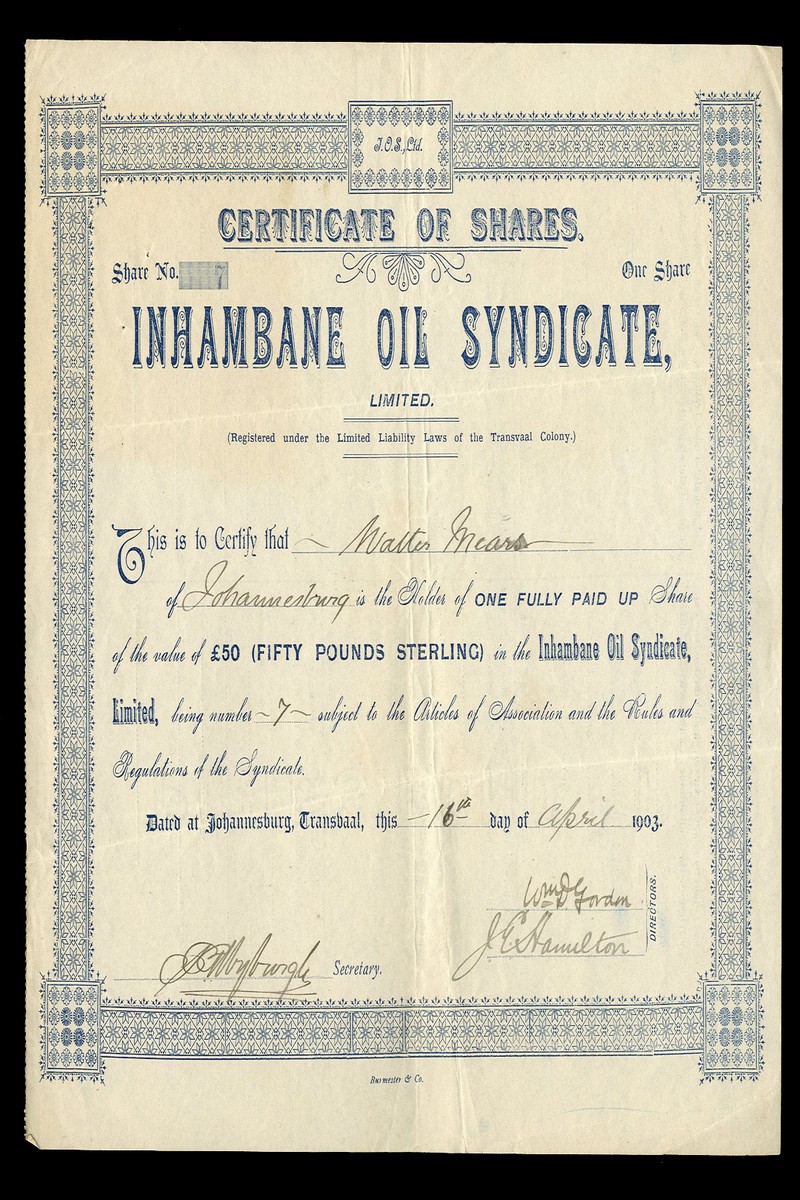 I.O.S., Ltd.
CERTIFICATE OF SHARES.
Share No. 7 One Share
INHAMBANE OIL SYNDICATE,
LIMITED.
(Registered under the Limited Liability Laws of the Transvaal Colony.)
This is to Certify that Walter Mears
of Johannesburg is the Holder of ONE FULLY PAID UP Share
of the value of £50 (FIFTY POUNDS STERLING) in the Inhambane Oil Syndicate,
Limited, being number 7 subject to the Articles of Association and the Rules and
Regulations of the Syndicate.
Dated at Johannesburg, Transvaal, this 16th day of April 1903.
Wm D Gordon
J E Hamilton
DIRECTORS.
Secretary.
Burmester & Co.